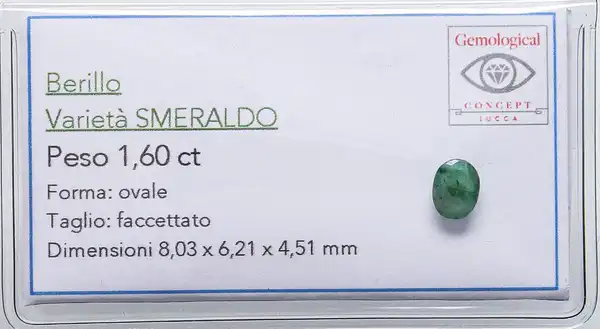 Berillo
Varietà SMERALDO
Peso 1,60 ct
Forma: ovale
Taglio: faccettato
Dimensioni 8,03 x 6,21 x 4,51 mm
Gemological
CONCEPT
LUCCA